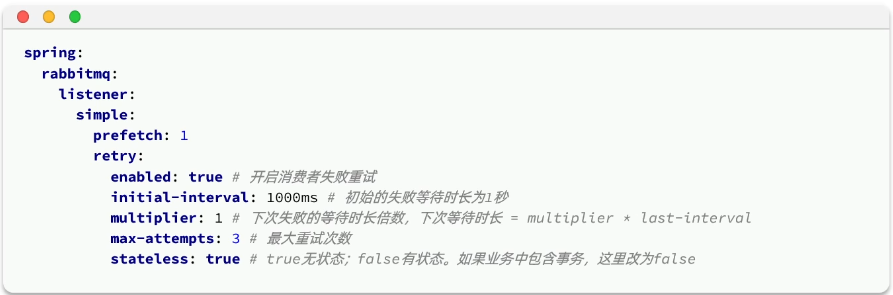 spring:
  rabbitmq:
    listener:
      simple:
        prefetch: 1
        retry:
          enabled: true # 开启消费者失败重试
          initial-interval: 1000ms # 初始的失败等待时长为1秒
          multiplier: 1 # 下次失败的等待时长倍数，下次等待时长 = multiplier * last-interval
          max-attempts: 3 # 最大重试次数
          stateless: true # true无状态；false有状态。如果业务中包含事务，这里改为false